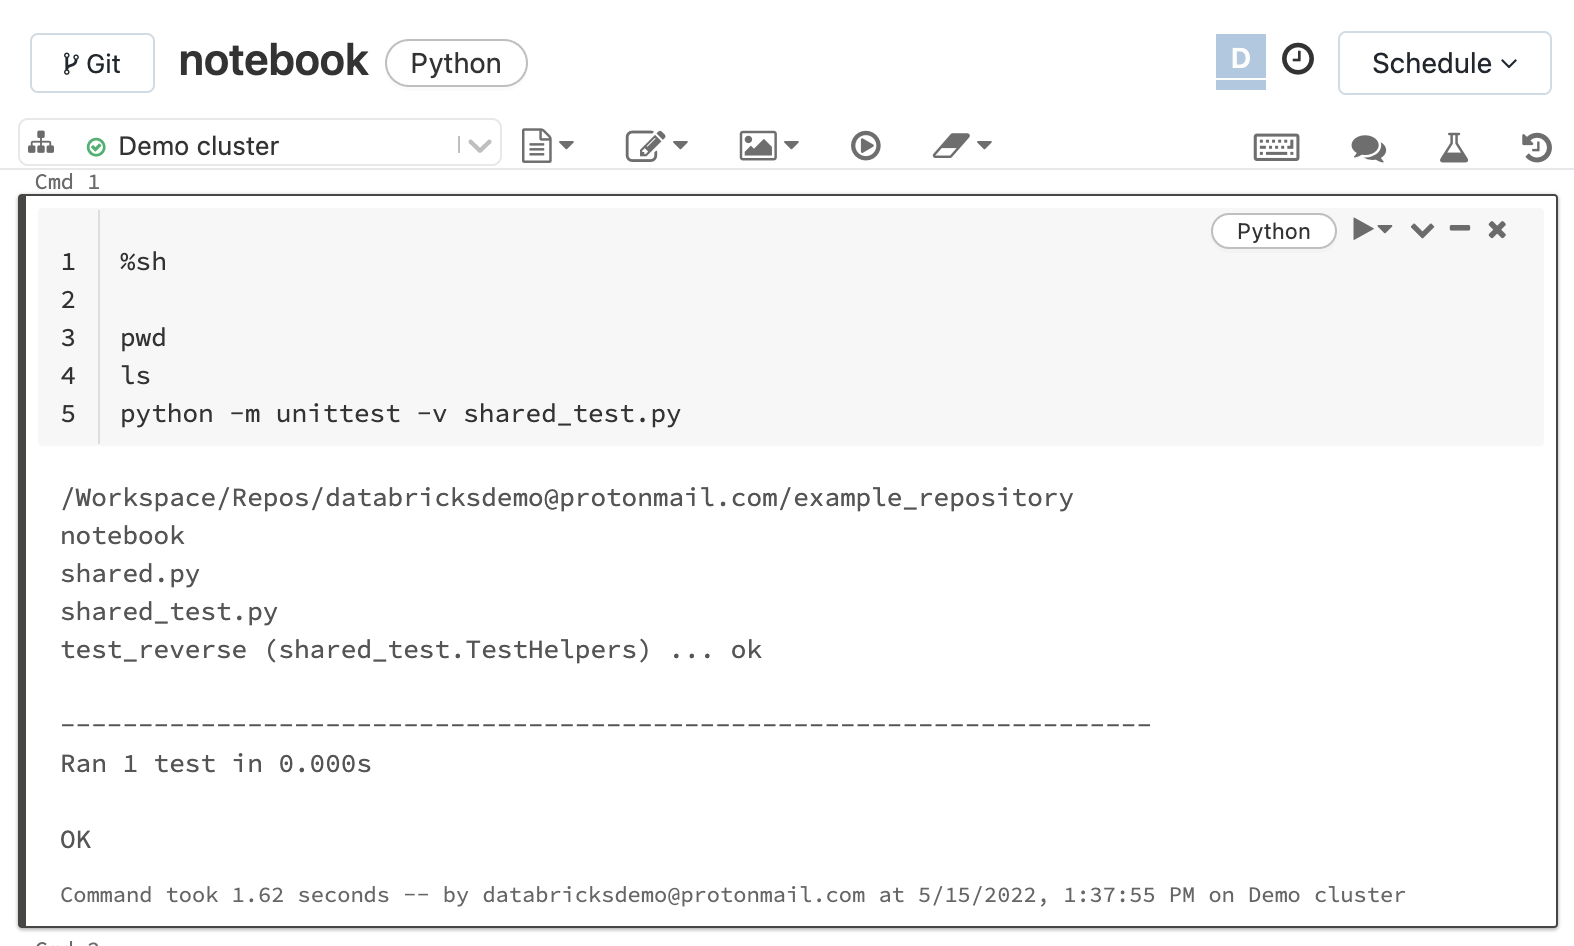 Git notebook Python D Schedule
Demo cluster
Cmd 1
Python
1 %sh
2
3 pwd
4 ls
5 python -m unittest -v shared_test.py
/Workspace/Repos/databricksdemo@protonmail.com/example_repository
notebook
shared.py
shared_test.py
test_reverse (shared_test.TestHelpers) ... ok
----------------------------------------------------------------------
Ran 1 test in 0.000s
OK
Command took 1.62 seconds -- by databricksdemo@protonmail.com at 5/15/2022, 1:37:55 PM on Demo cluster